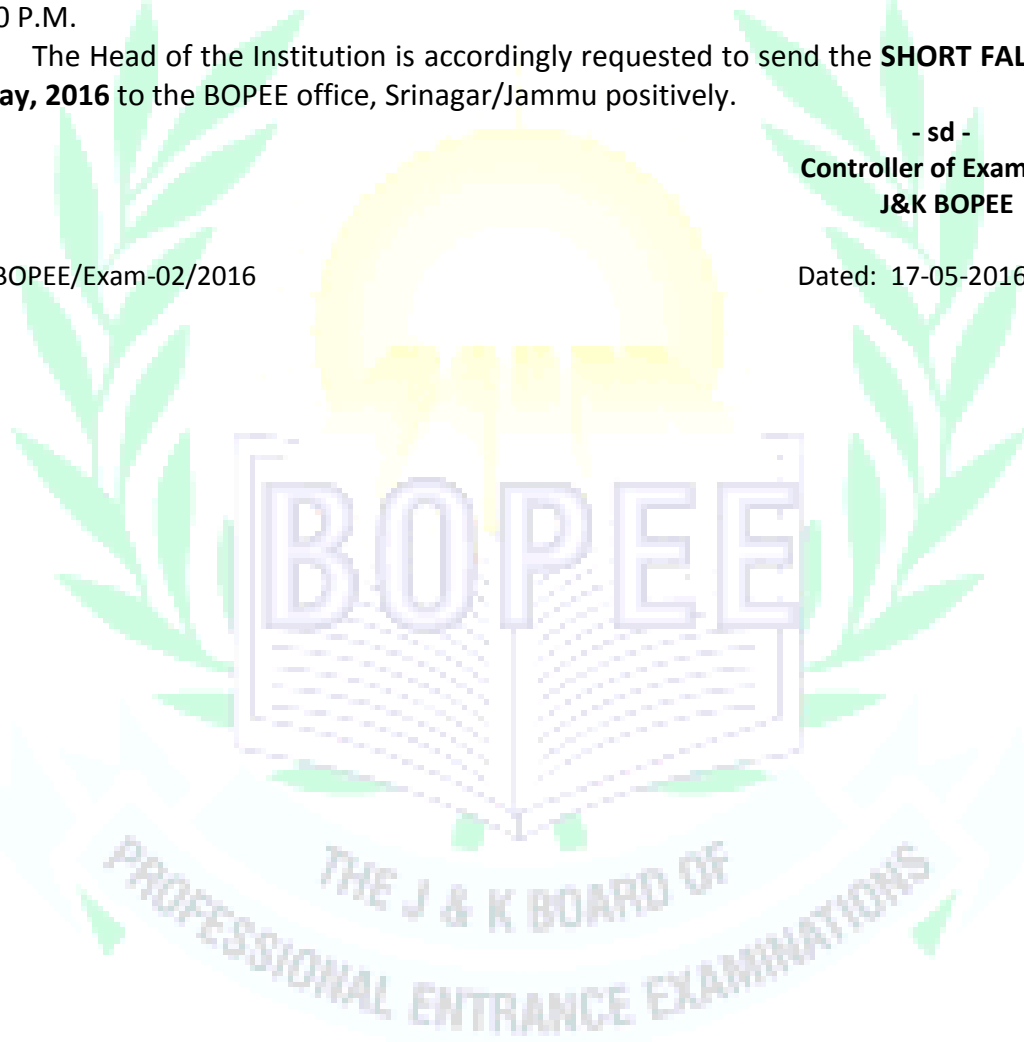 0 P.M.
The Head of the Institution is accordingly requested to send the SHORT FAL
ay, 2016 to the BOPEE office, Srinagar/Jammu positively.
- sd -
Controller of Exam
J&K BOPEE
BOPEE/Exam-02/2016 Dated: 17-05-2016
BOPEE
THE J & K BOARD OF
PROFESSIONAL ENTRANCE EXAMINATIONS